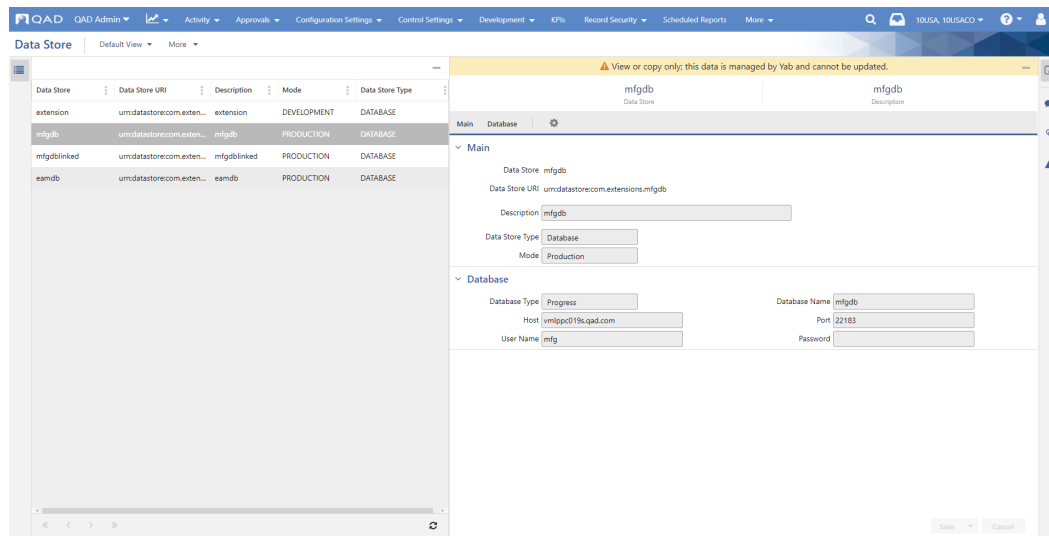 QAD QAD Admin Activity Approvals Configuration Settings Control Settings Development KPIs Record Security Scheduled Reports More 10USA, 10USACO
Data Store Default View More
⚠ View or copy only; this data is managed by Yab and cannot be updated.
Data Store Data Store URI Description Mode Data Store Type
extension urn:datastore:com.exten... extension DEVELOPMENT DATABASE
mfgdb urn:datastore:com.exten... mfgdb PRODUCTION DATABASE
mfgdblinked urn:datastore:com.exten... mfgdblinked PRODUCTION DATABASE
eamdb urn:datastore:com.exten... eamdb PRODUCTION DATABASE
mfgdb mfgdb
Data Store Description
Main Database
Main
Data Store mfgdb
Data Store URI urn:datastore:com.extensions.mfgdb
Description mfgdb
Data Store Type Database
Mode Production
Database
Database Type Progress Database Name mfgdb
Host vmlppc019s.qad.com Port 22183
User Name mfg Password
Save Cancel